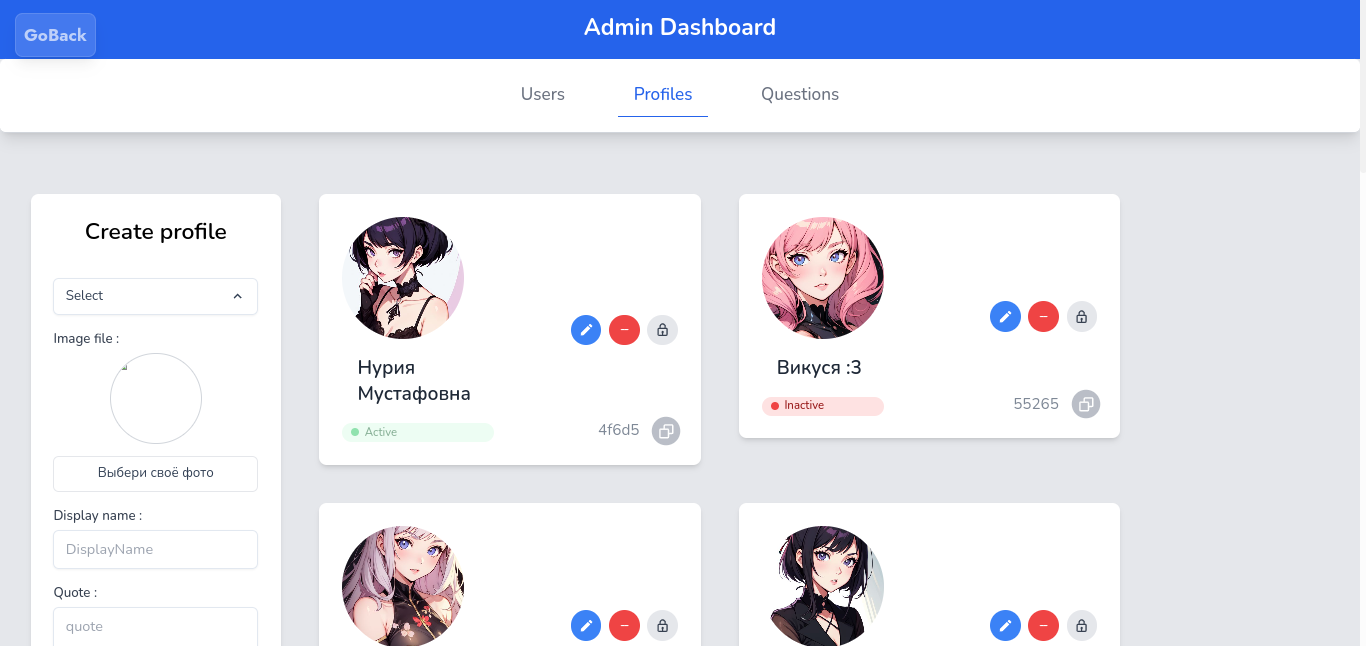 GoBack
Admin Dashboard
Users
Profiles
Questions
Create profile
Select
Image file :
Выбери своё фото
Display name :
DisplayName
Quote :
quote
Нурия
Мустафовна
Active
4f6d5
Викуся :3
Inactive
55265